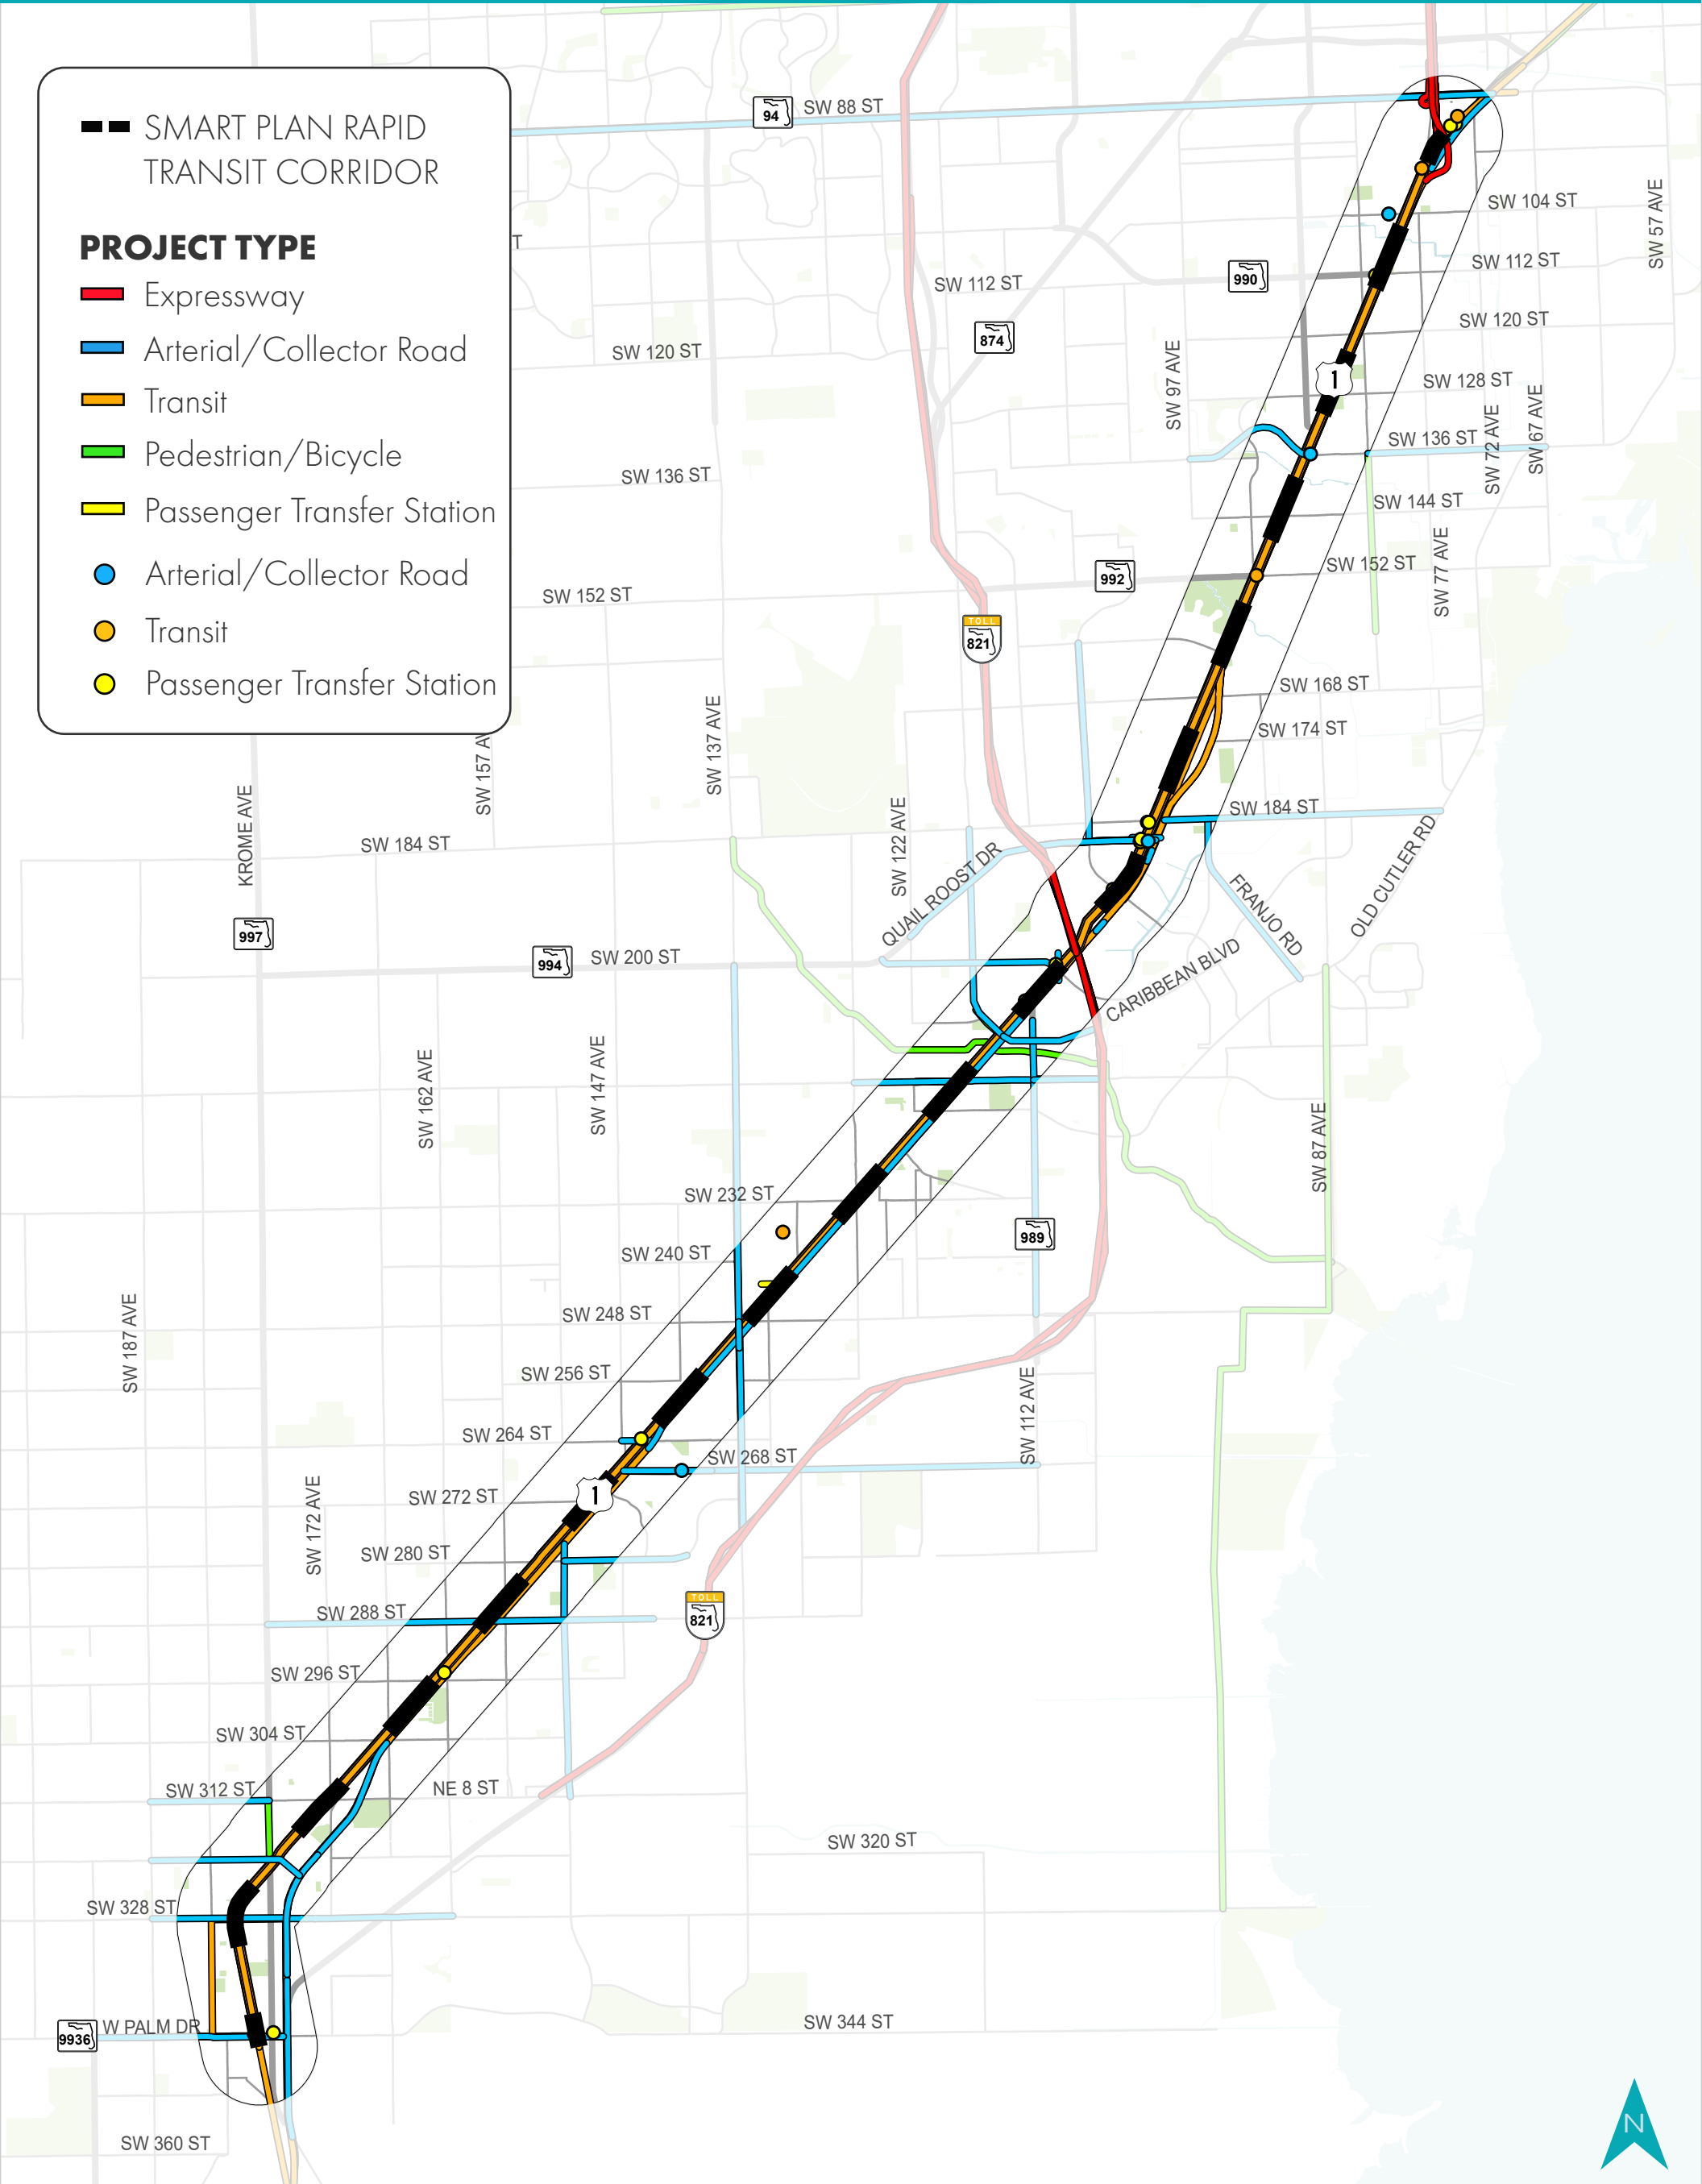 SMART PLAN RAPID
TRANSIT CORRIDOR
PROJECT TYPE
Expressway
Arterial/Collector Road
Transit
Pedestrian/Bicycle
Passenger Transfer Station
Arterial/Collector Road
Transit
Passenger Transfer Station
94
SW 88 ST
SW 104 ST
SW 57 AVE
T
SW 112 ST
990
SW 112 ST
874
SW 120 ST
SW 120 ST
SW 97 AVE
1
SW 128 ST
SW 136 ST
SW 72 AVE
SW 67 AVE
SW 136 ST
SW 144 ST
SW 77 AVE
992
SW 152 ST
SW 152 ST
TOLL
821
SW 168 ST
SW 137 AVE
SW 174 ST
SW 157 AV
KROME AVE
SW 184 ST
SW 184 ST
SW 122 AVE
QUAIL ROOST DR
FRANJO RD
OLD CUTLER RD
997
994
SW 200 ST
CARIBBEAN BLVD
SW 162 AVE
SW 147 AVE
SW 87 AVE
SW 232 ST
989
SW 240 ST
SW 187 AVE
SW 248 ST
SW 256 ST
SW 112 AVE
SW 264 ST
SW 268 ST
1
SW 272 ST
SW 172 AVE
SW 280 ST
TOLL
821
SW 288 ST
SW 296 ST
SW 304 ST
SW 312 ST
NE 8 ST
SW 320 ST
SW 328 ST
9936
W PALM DR
SW 344 ST
SW 360 ST
N